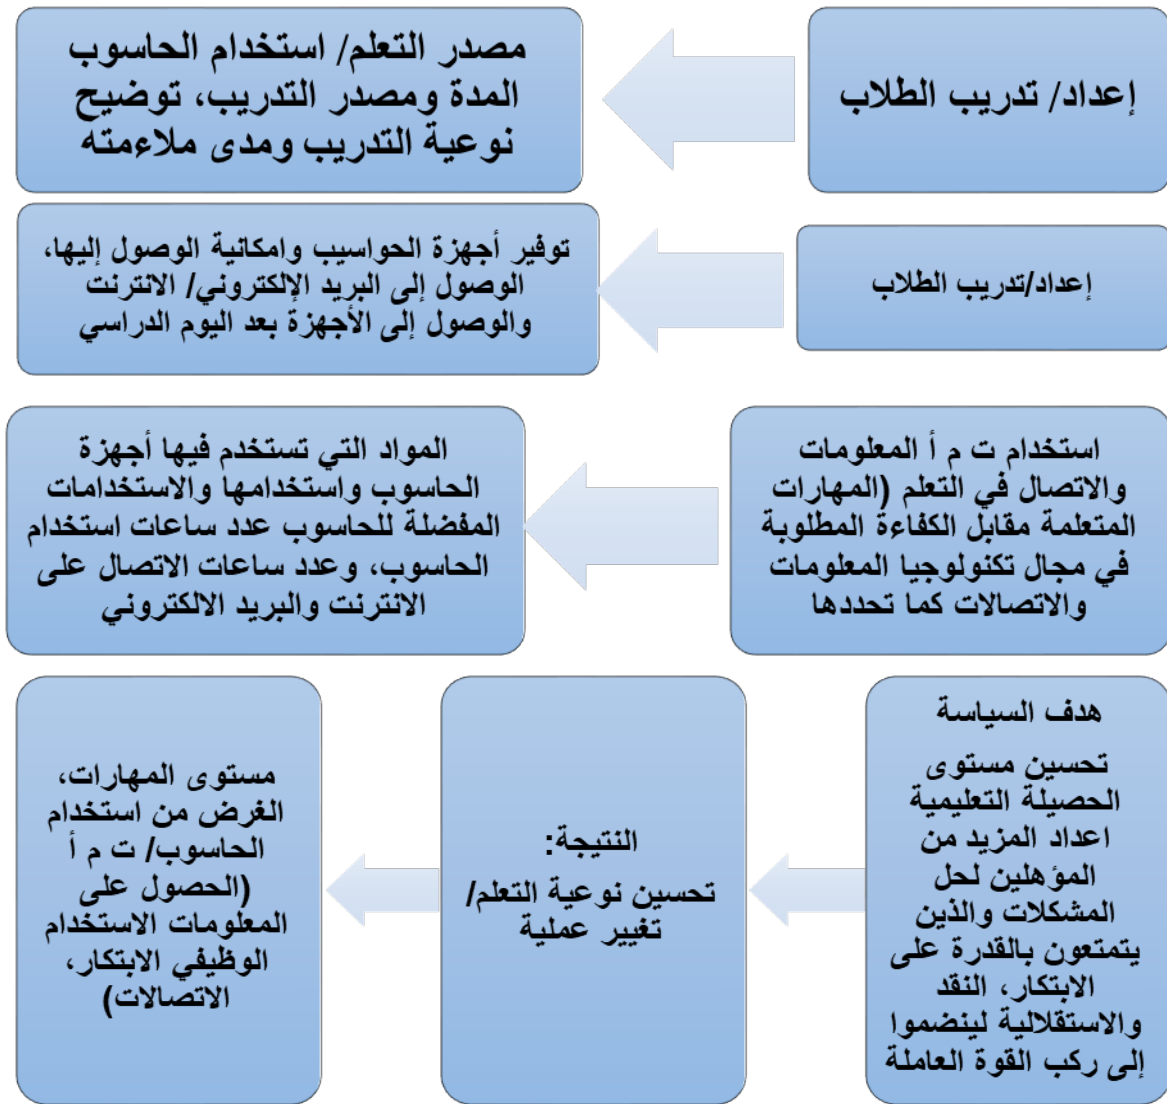 إعداد/ تدريب الطلاب
مصدر التعلم/ استخدام الحاسوب
المدة ومصدر التدريب، توضيح
نوعية التدريب ومدى ملاءمته
إعداد/تدريب الطلاب
توفير أجهزة الحواسيب وامكانية الوصول إليها،
الوصول إلى البريد الإلكتروني/ الانترنت
والوصول إلى الأجهزة بعد اليوم الدراسي
استخدام ت م أ المعلومات
والاتصال في التعلم (المهارات
المتعلمة مقابل الكفاءة المطلوبة
في مجال تكنولوجيا المعلومات
والاتصالات كما تحددها
المواد التي تستخدم فيها أجهزة
الحاسوب واستخدامها والاستخدامات
المفضلة للحاسوب عدد ساعات استخدام
الحاسوب، وعدد ساعات الاتصال على
الانترنت والبريد الالكتروني
هدف السياسة
تحسين مستوى
الحصيلة التعليمية
اعداد المزيد من
المؤهلين لحل
المشكلات والذين
يتمتعون بالقدرة على
الابتكار، النقد
والاستقلالية لينضموا
إلى ركب القوة العاملة
النتيجة:
تحسين نوعية التعلم/
تغيير عملية
مستوى المهارات،
الغرض من استخدام
الحاسوب/ ت م أ
(الحصول على
المعلومات الاستخدام
الوظيفي الابتكار،
الاتصالات)